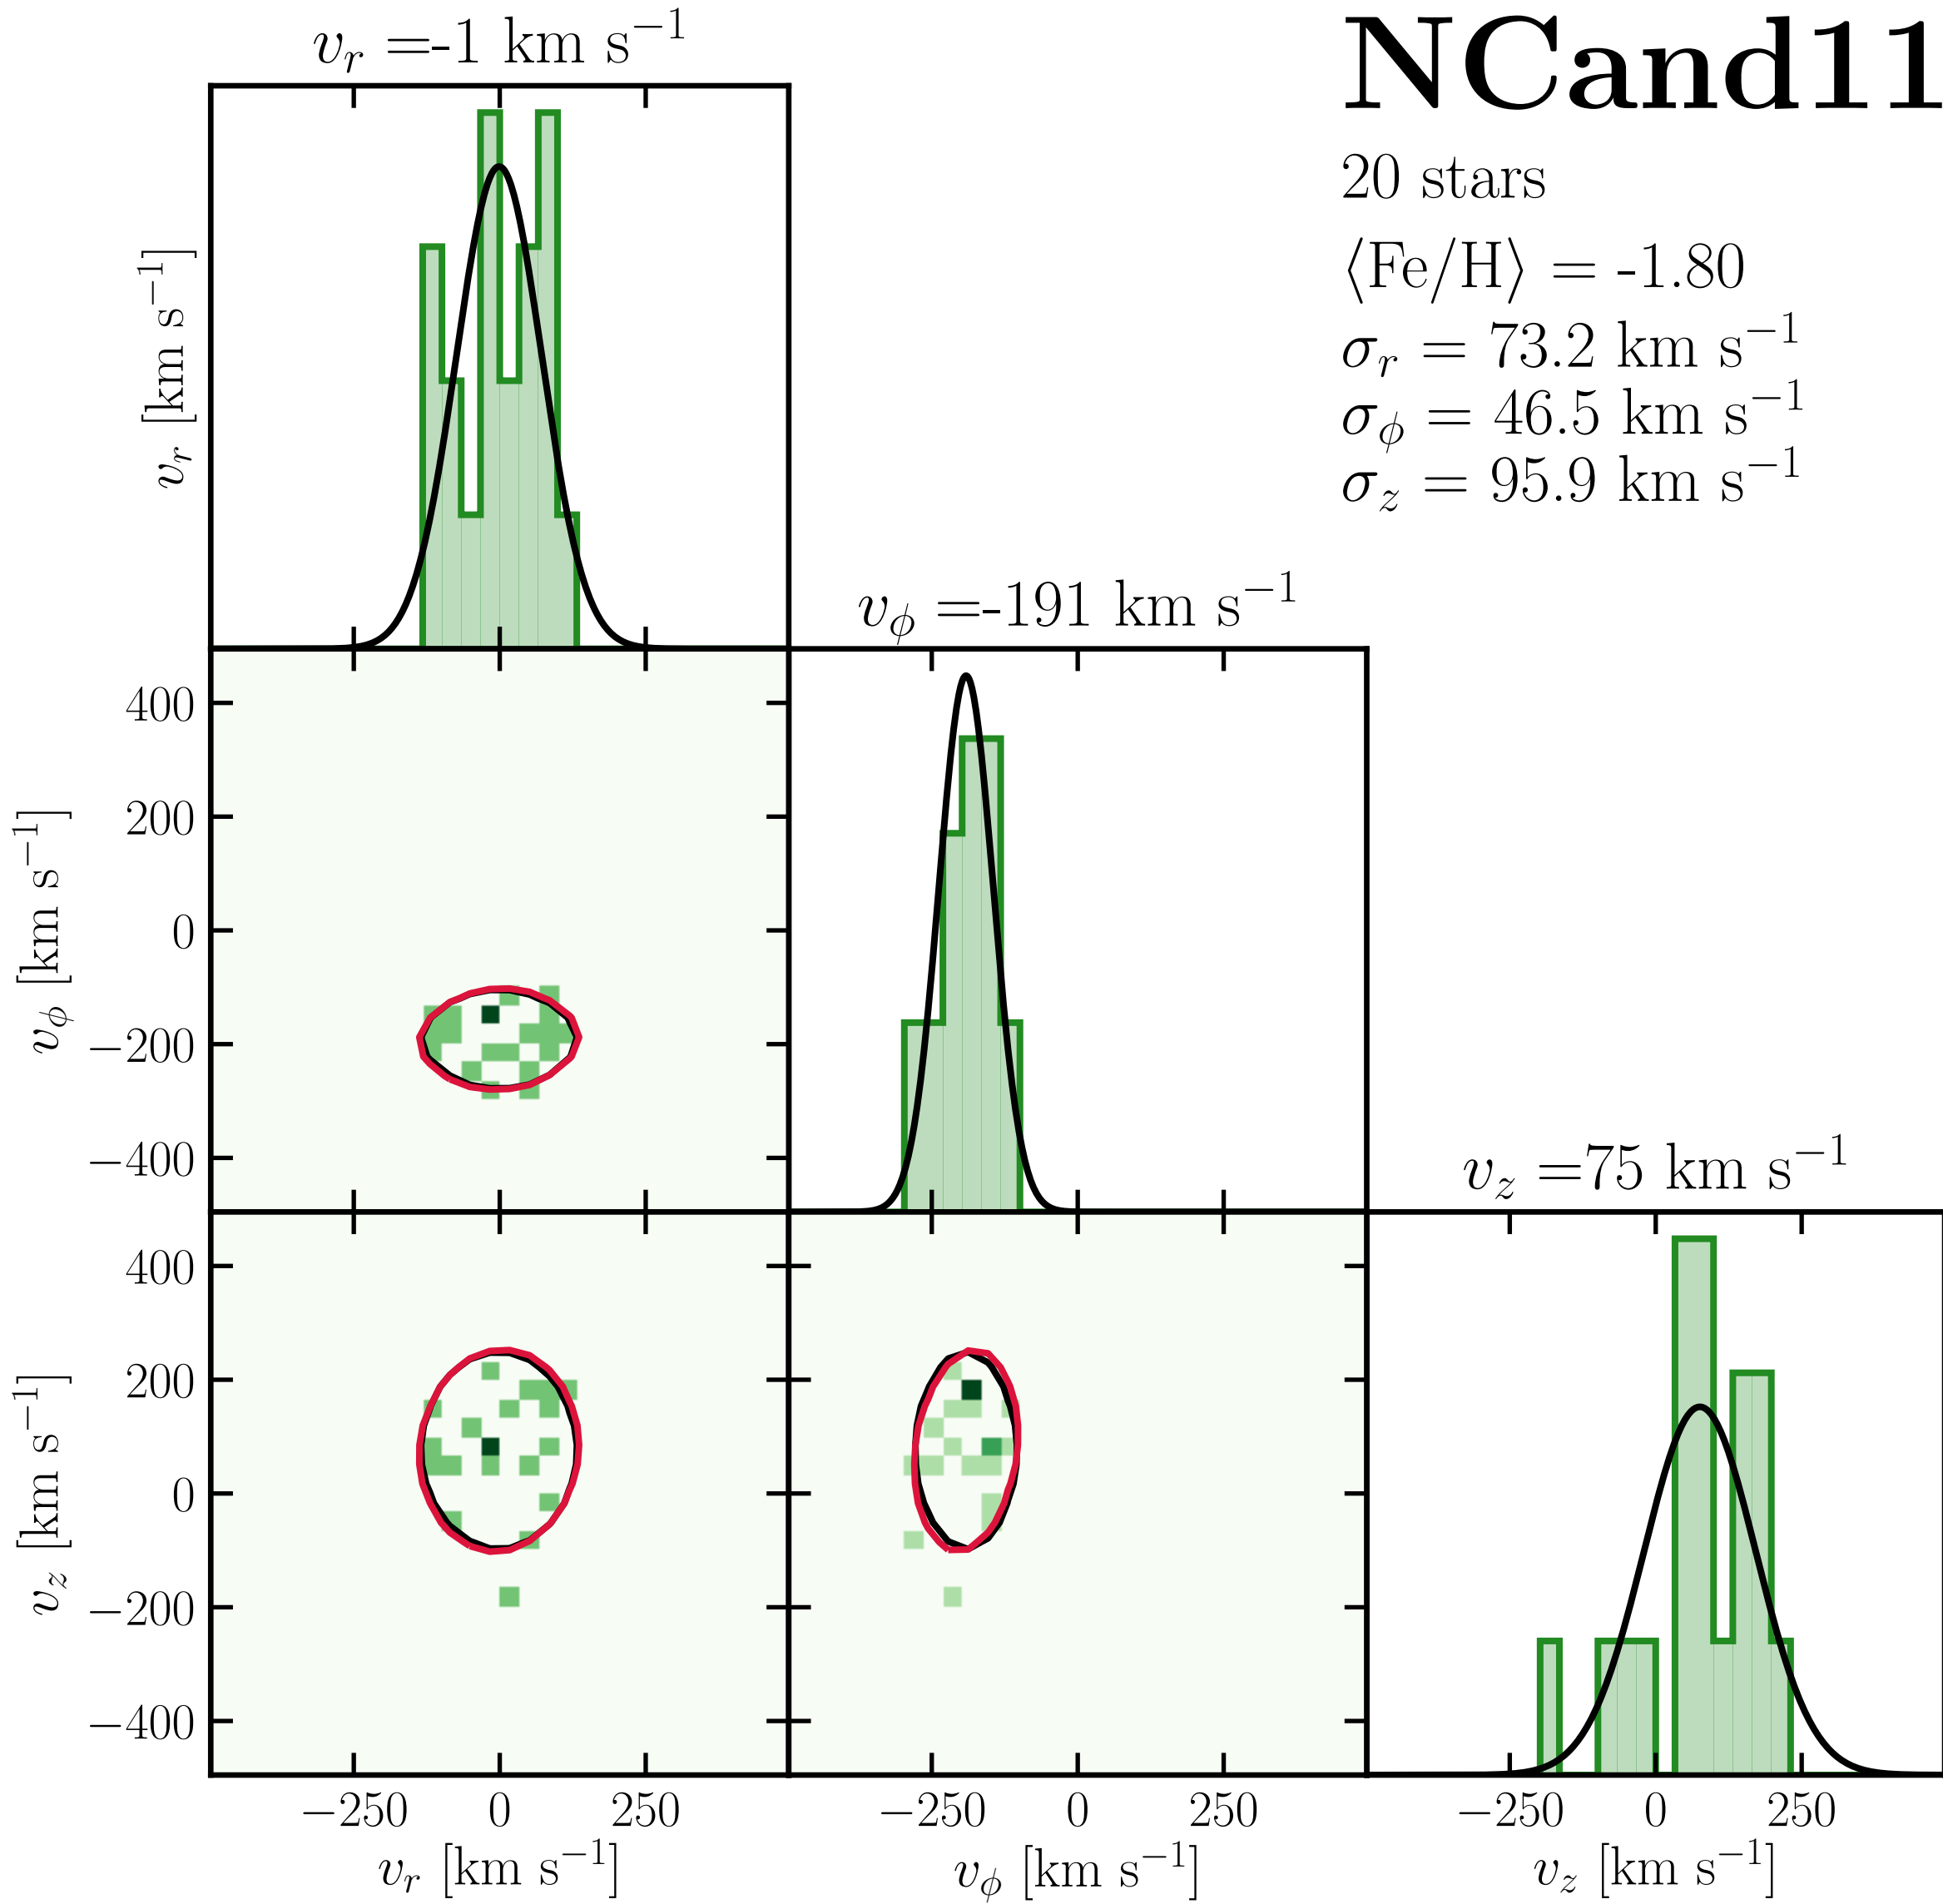 NCand11
20 stars
⟨Fe/H⟩ = -1.80
σ_r = 73.2 km s⁻¹
σ_ϕ = 46.5 km s⁻¹
σ_z = 95.9 km s⁻¹
v_r =-1 km s⁻¹
v_r [km s⁻¹]
v_ϕ =-191 km s⁻¹
400
200
0
−200
−400
v_ϕ [km s⁻¹]
v_z =75 km s⁻¹
400
200
0
−200
−400
v_z [km s⁻¹]
−250 0 250
−250 0 250
−250 0 250
v_r [km s⁻¹]
v_ϕ [km s⁻¹]
v_z [km s⁻¹]